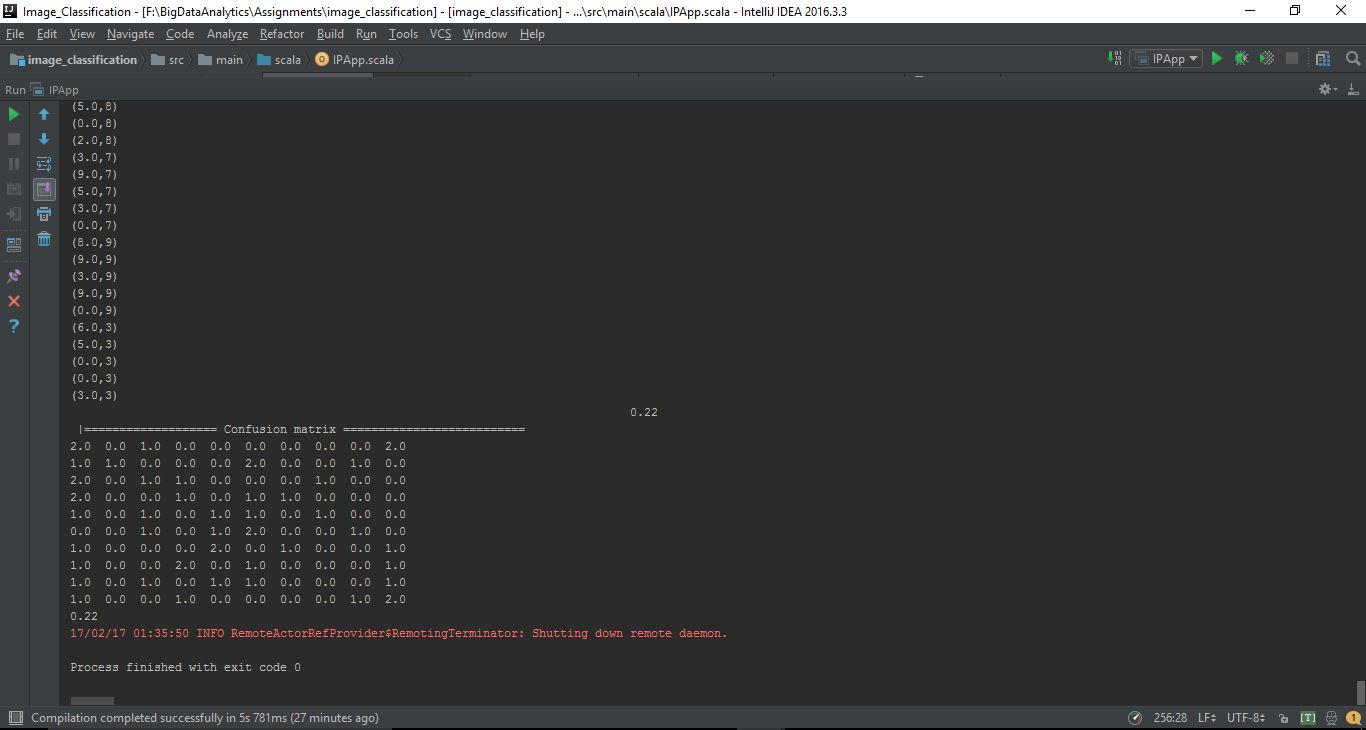 Image_Classification - [F:\BigDataAnalytics\Assignments\image_classification] - [image_classification] - ...\src\main\scala\IPApp.scala - IntelliJ IDEA 2016.3.3
File Edit View Navigate Code Analyze Refactor Build Run Tools VCS Window Help
image_classification src main scala IPApp.scala IPApp
Run IPApp
(5.0,8)
(0.0,8)
(2.0,8)
(3.0,7)
(9.0,7)
(5.0,7)
(3.0,7)
(0.0,7)
(8.0,9)
(9.0,9)
(3.0,9)
(9.0,9)
(0.0,9)
(6.0,3)
(5.0,3)
(0.0,3)
(0.0,3)
(3.0,3)
0.22
|=================== Confusion matrix ==========================
2.0 0.0 1.0 0.0 0.0 0.0 0.0 0.0 0.0 2.0
1.0 1.0 0.0 0.0 0.0 2.0 0.0 0.0 1.0 0.0
2.0 0.0 1.0 1.0 0.0 0.0 0.0 1.0 0.0 0.0
2.0 0.0 0.0 1.0 0.0 1.0 1.0 0.0 0.0 0.0
1.0 0.0 1.0 0.0 1.0 1.0 0.0 1.0 0.0 0.0
0.0 0.0 1.0 0.0 1.0 2.0 0.0 0.0 1.0 0.0
1.0 0.0 0.0 0.0 2.0 0.0 1.0 0.0 0.0 1.0
1.0 0.0 0.0 2.0 0.0 1.0 0.0 0.0 0.0 1.0
1.0 0.0 1.0 0.0 1.0 1.0 0.0 0.0 0.0 1.0
1.0 0.0 0.0 1.0 0.0 0.0 0.0 0.0 1.0 2.0
0.22
17/02/17 01:35:50 INFO RemoteActorRefProvider$RemotingTerminator: Shutting down remote daemon.
Process finished with exit code 0
Compilation completed successfully in 5s 781ms (27 minutes ago) 256:28 LF UTF-8 [T] 1